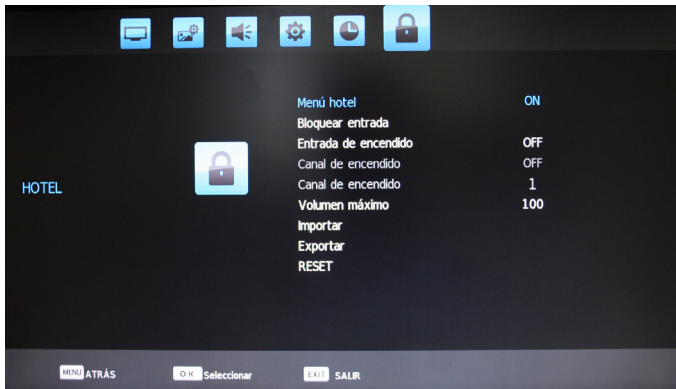 Menú hotel ON
Bloquear entrada
Entrada de encendido OFF
Canal de encendido OFF
Canal de encendido 1
HOTEL
Volumen máximo 100
Importar
Exportar
RESET
MENU ATRÁS OK Seleccionar EXIT SALIR